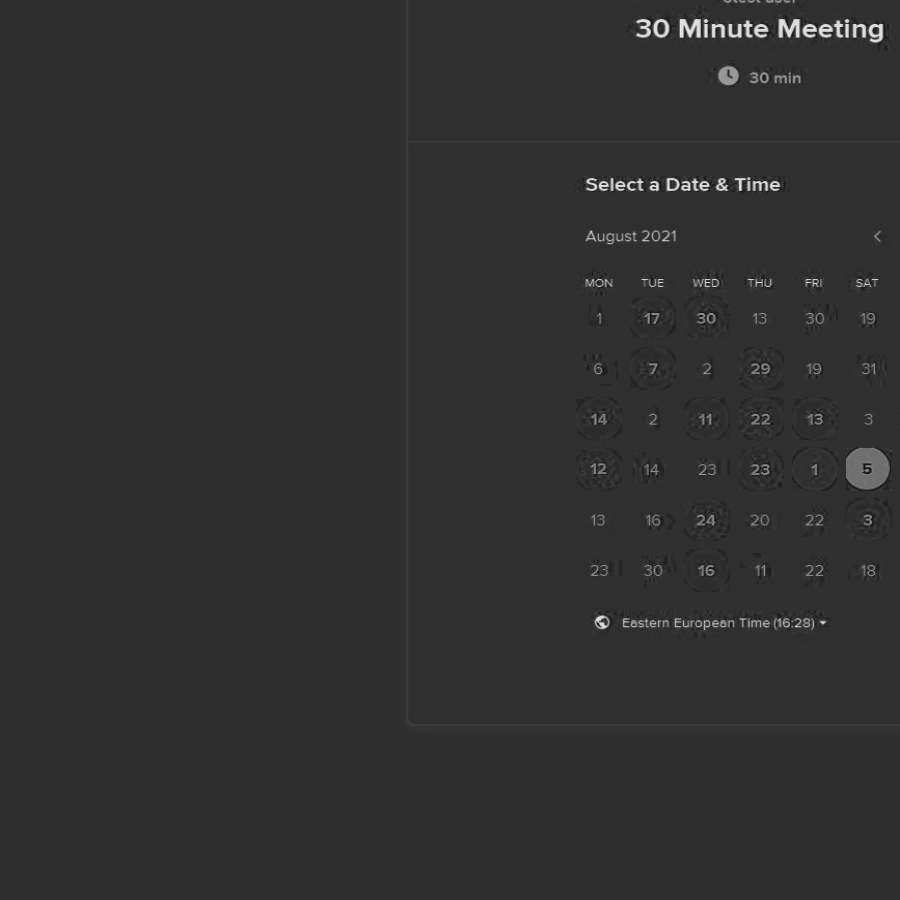 30 Minute Meeting
30 min
Select a Date & Time
August 2021
MON TUE WED THU FRI SAT
1 17 30 13 30 19
6 7 2 29 19 31
14 2 11 22 13 3
12 14 23 23 1 5
13 16 24 20 22 3
23 30 16 11 22 18
Eastern European Time (16:28)